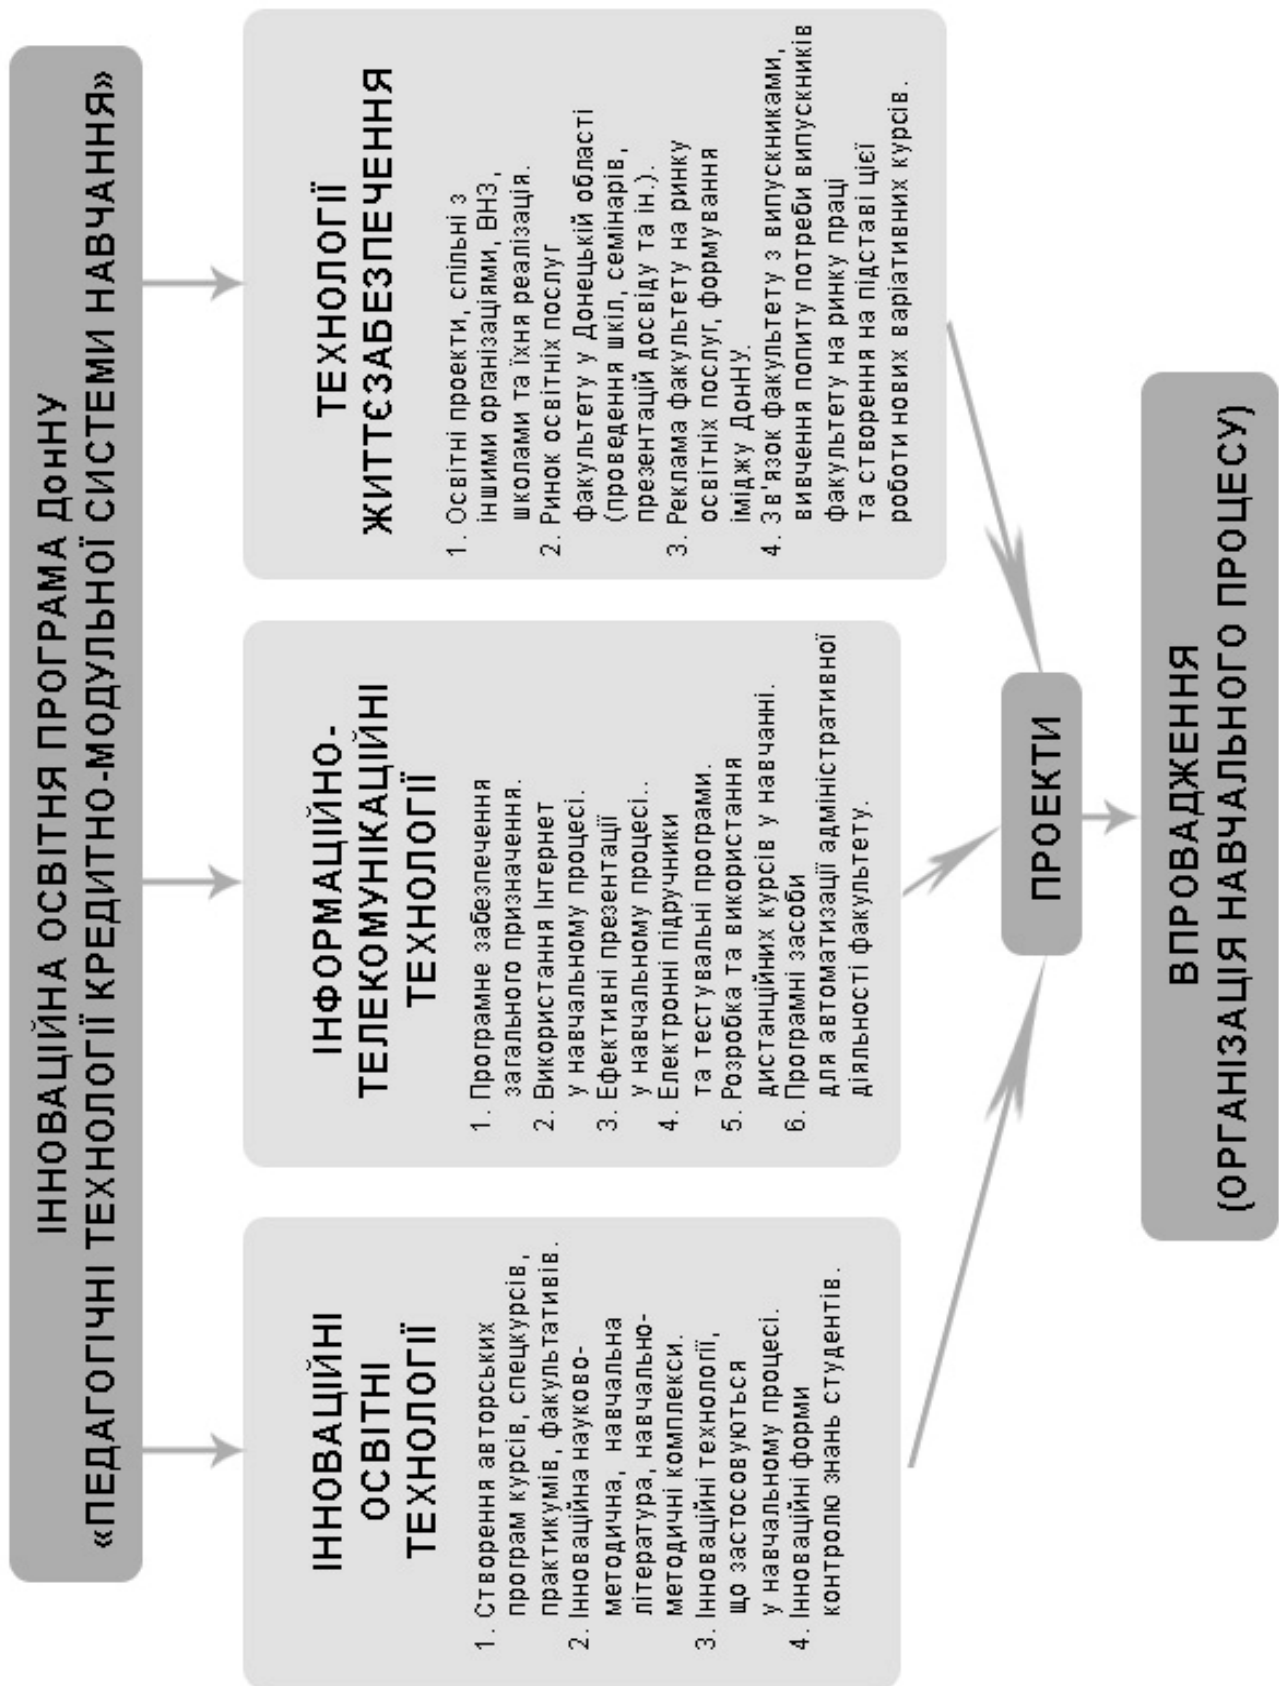 ІННОВАЦІЙНА ОСВІТНЯ ПРОГРАМА ДонНУ
«ПЕДАГОГІЧНІ ТЕХНОЛОГІЇ КРЕДИТНО-МОДУЛЬНОЇ СИСТЕМИ НАВЧАННЯ»
ІННОВАЦІЙНІ
ОСВІТНІ
ТЕХНОЛОГІЇ
1. Створення авторських
програм курсів, спецкурсів,
практикумів, факультативів.
2. Інноваційна науково-
методична, навчальна
література, навчально-
методичні комплекси.
3. Інноваційні технології,
що застосовуються
у навчальному процесі.
4. Інноваційні форми
контролю знань студентів.
ІНФОРМАЦІЙНО-
ТЕЛЕКОМУНІКАЦІЙНІ
ТЕХНОЛОГІЇ
1. Програмне забезпечення
загального призначення.
2. Використання Інтернет
у навчальному процесі.
3. Ефективні презентації
у навчальному процесі..
4. Електронні підручники
та тестувальні програми.
5. Розробка та використання
дистанційних курсів у навчанні.
6. Програмні засоби
для автоматизації адміністративної
діяльності факультету.
ТЕХНОЛОГІЇ
ЖИТТЄЗАБЕЗПЕЧЕННЯ
1. Освітні проекти, спільні з
іншими організаціями, ВНЗ,
школами та їхня реалізація.
2. Ринок освітніх послуг
факультету у Донецькій області
(проведення шкіл, семінарів,
презентацій досвіду та ін.).
3. Реклама факультету на ринку
освітніх послуг, формування
іміджу ДонНУ.
4. Зв'язок факультету з випускниками,
вивчення попиту потреби випускників
факультету на ринку праці
та створення на підставі цієї
роботи нових варіативних курсів.
ПРОЕКТИ
ВПРОВАДЖЕННЯ
(ОРГАНІЗАЦІЯ НАВЧАЛЬНОГО ПРОЦЕСУ)